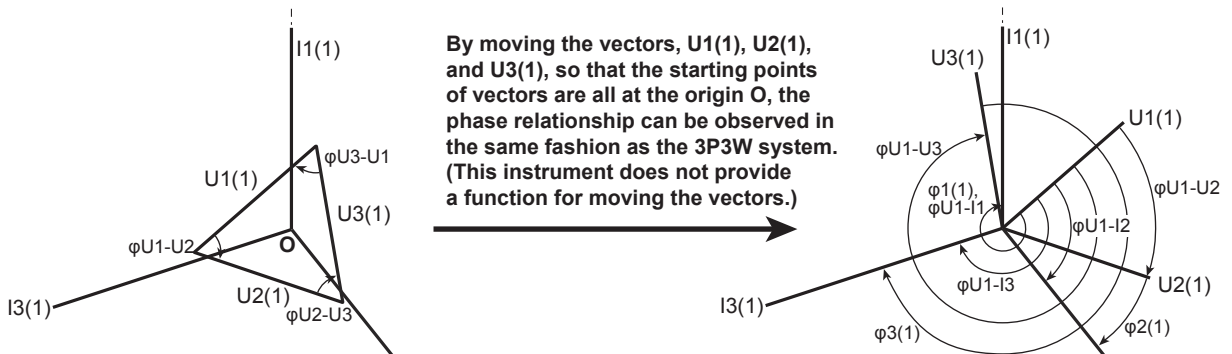 I1(1)
φU3-U1
U1(1)
U3(1)
φU1-U2
O
U2(1)
I3(1)
φU2-U3
By moving the vectors, U1(1), U2(1),
and U3(1), so that the starting points
of vectors are all at the origin O, the
phase relationship can be observed in
the same fashion as the 3P3W system.
(This instrument does not provide
a function for moving the vectors.)
I1(1)
U3(1)
U1(1)
φU1-U3
φ1(1),
φU1-I1
φU1-U2
φU1-I2
φU1-I3
U2(1)
I3(1)
φ3(1)
φ2(1)